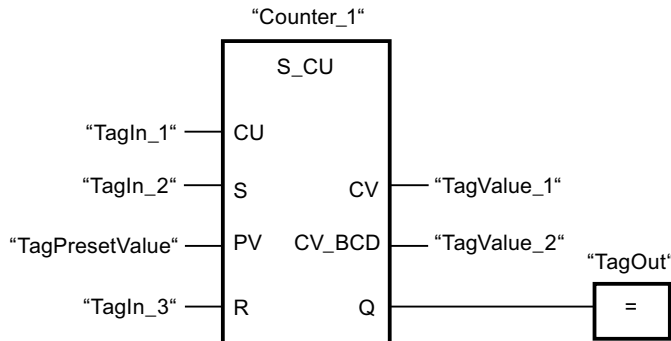 “Counter_1“
S_CU
“TagIn_1“ CU
“TagIn_2“ S CV “TagValue_1“
“TagPresetValue“ PV CV_BCD “TagValue_2“
“TagOut“
“TagIn_3“ R Q =